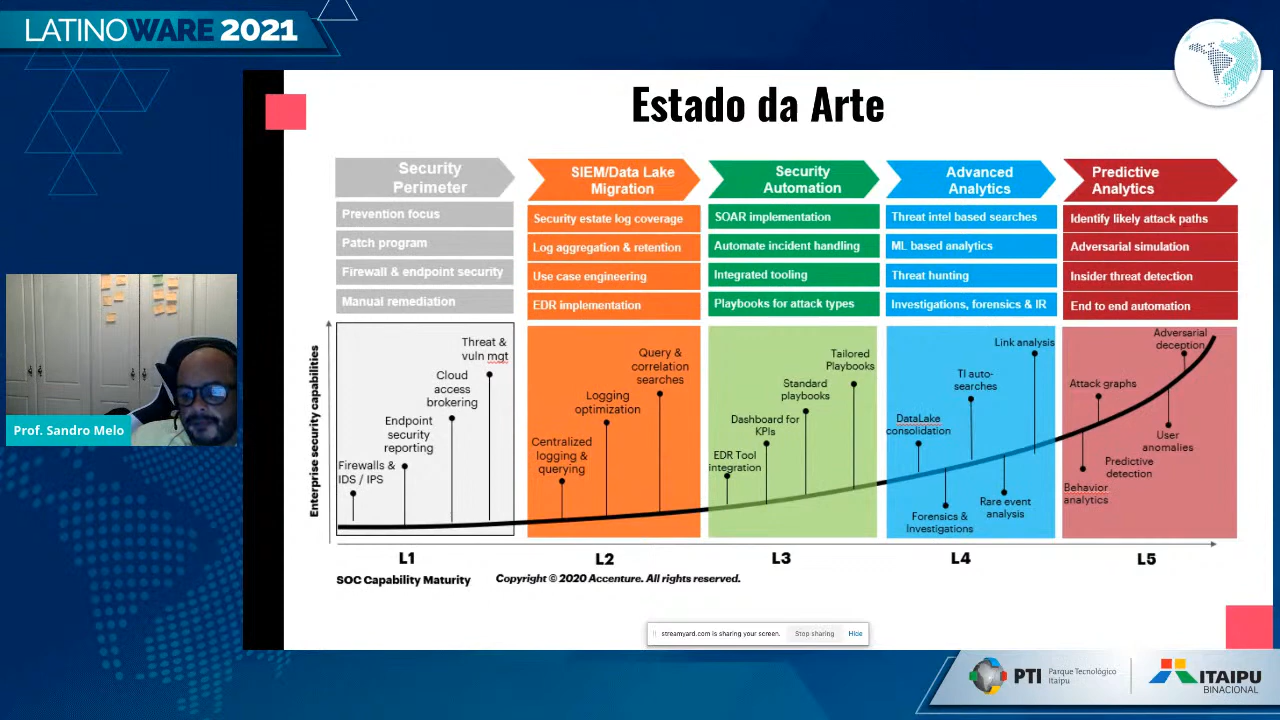 LATINOWARE 2021
Estado da Arte
Security
Perimeter
Prevention focus
Patch program
Firewall & endpoint security
Manual remediation
SIEM/Data Lake
Migration
Security estate log coverage
Log aggregation & retention
Use case engineering
EDR implementation
Security
Automation
SOAR implementation
Automate incident handling
Integrated tooling
Playbooks for attack types
Advanced
Analytics
Threat intel based searches
ML based analytics
Threat hunting
Investigations, forensics & IR
Predictive
Analytics
Identify likely attack paths
Adversarial simulation
Insider threat detection
End to end automation
Enterprise security capabilities
Firewalls &
IDS / IPS
Endpoint
security
reporting
Cloud
access
brokering
Threat &
vuln mgt
Centralized
logging &
querying
Logging
optimization
Query &
correlation
searches
EDR Tool
integration
Dashboard for
KPIs
Standard
playbooks
Tailored
Playbooks
DataLake
consolidation
Forensics &
Investigations
TI auto-
searches
Rare event
analysis
Link analysis
Behavior
analytics
Attack graphs
Predictive
detection
User
anomalies
Adversarial
deception
L1
L2
L3
L4
L5
SOC Capability Maturity
Copyright © 2020 Accenture. All rights reserved.
Prof. Sandro Melo
streamyard.com is sharing your screen.
Stop sharing
Hide
PTI
Parque Tecnológico
Itaipu
ITAIPU
BINACIONAL